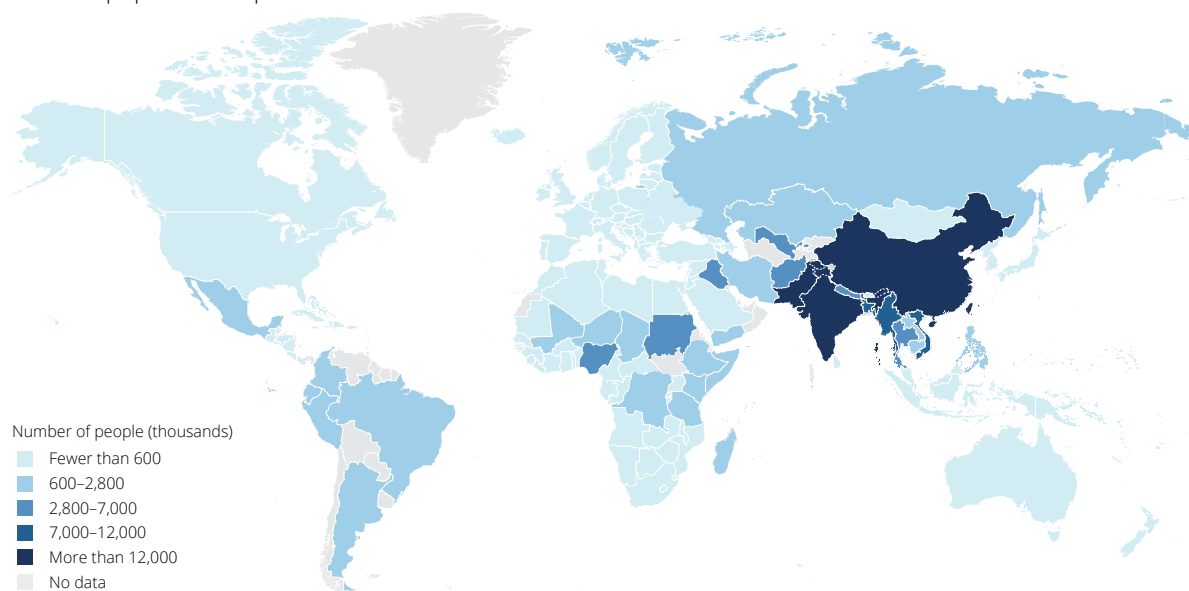 Number of people (thousands)
Fewer than 600
600–2,800
2,800–7,000
7,000–12,000
More than 12,000
No data